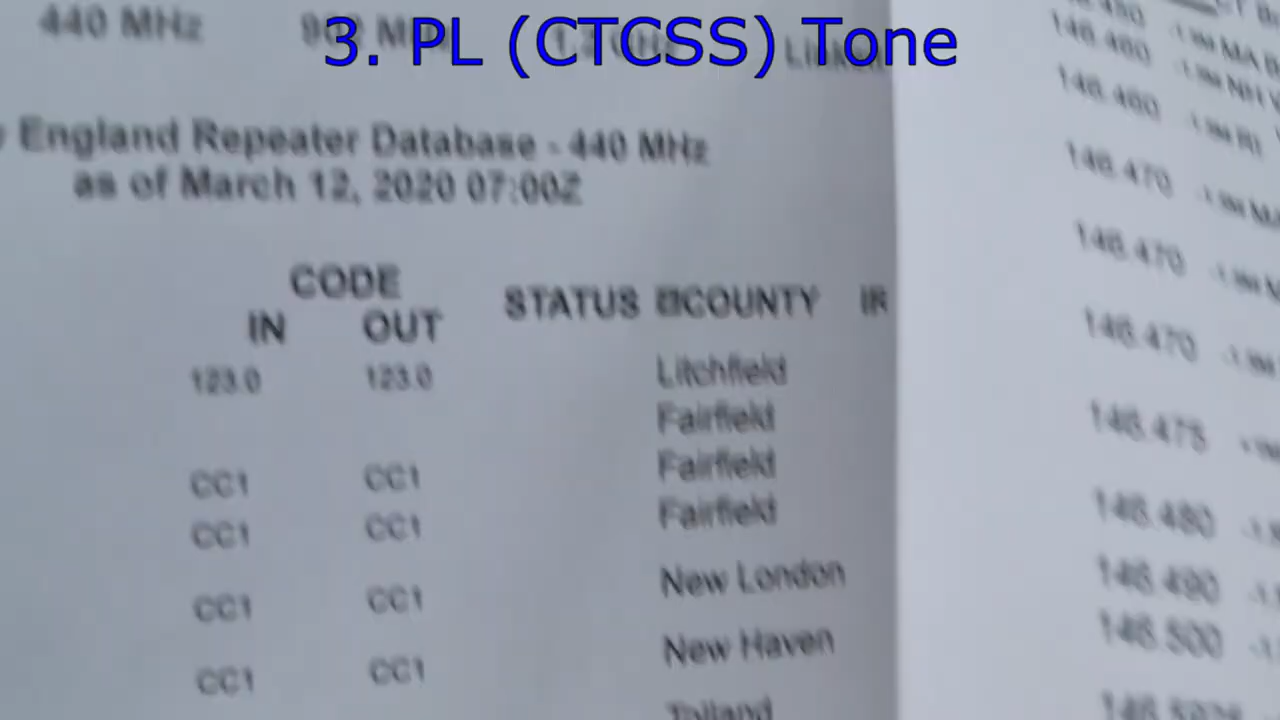 3. PL (CTCSS) Tone
440 MHz
England Repeater Database - 440 MHz
as of March 12, 2020 07:00Z
CODE
IN OUT STATUS COUNTY IR
123.0 123.0 Litchfield
Fairfield
CC1 CC1 Fairfield
CC1 CC1 Fairfield
CC1 CC1 New London
CC1 CC1 New Haven
Tolland
146.460
146.460
146.470
146.470
146.470
146.475
146.480
146.490
146.500